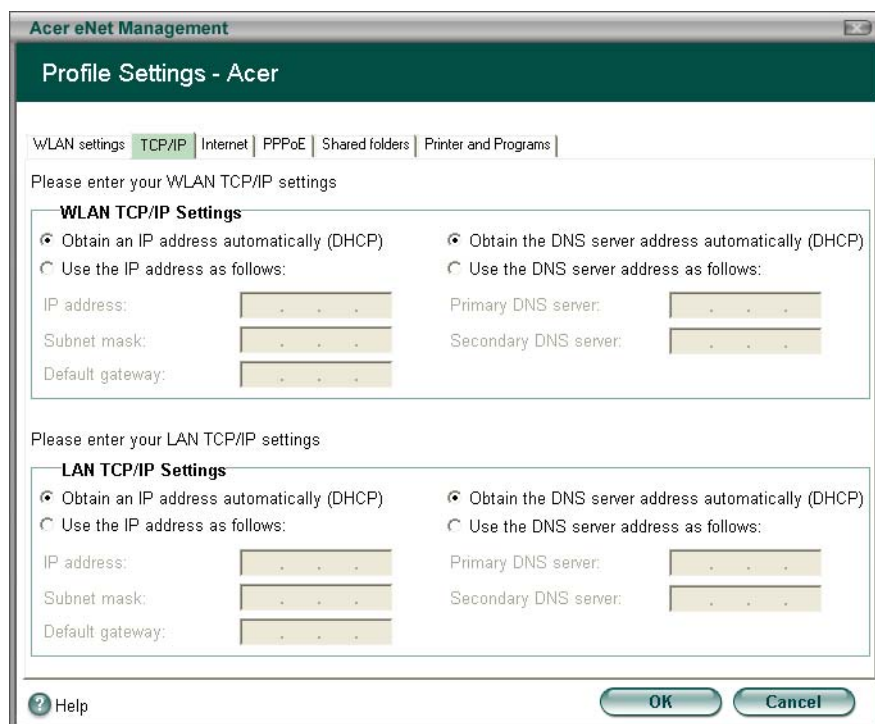 Acer eNet Management
Profile Settings - Acer
WLAN settings TCP/IP Internet PPPoE Shared folders Printer and Programs
Please enter your WLAN TCP/IP settings
WLAN TCP/IP Settings
Obtain an IP address automatically (DHCP) Obtain the DNS server address automatically (DHCP)
Use the IP address as follows: Use the DNS server address as follows:
IP address: . . . Primary DNS server: . . .
Subnet mask: . . . Secondary DNS server: . . .
Default gateway: . . .
Please enter your LAN TCP/IP settings
LAN TCP/IP Settings
Obtain an IP address automatically (DHCP) Obtain the DNS server address automatically (DHCP)
Use the IP address as follows: Use the DNS server address as follows:
IP address: . . . Primary DNS server: . . .
Subnet mask: . . . Secondary DNS server: . . .
Default gateway: . . .
? Help OK Cancel